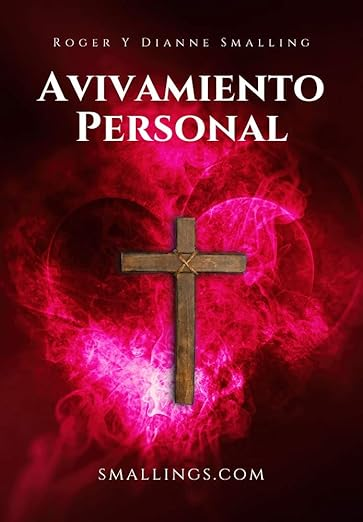 Roger Y Dianne Smalling
Avivamiento
Personal
smallings.com